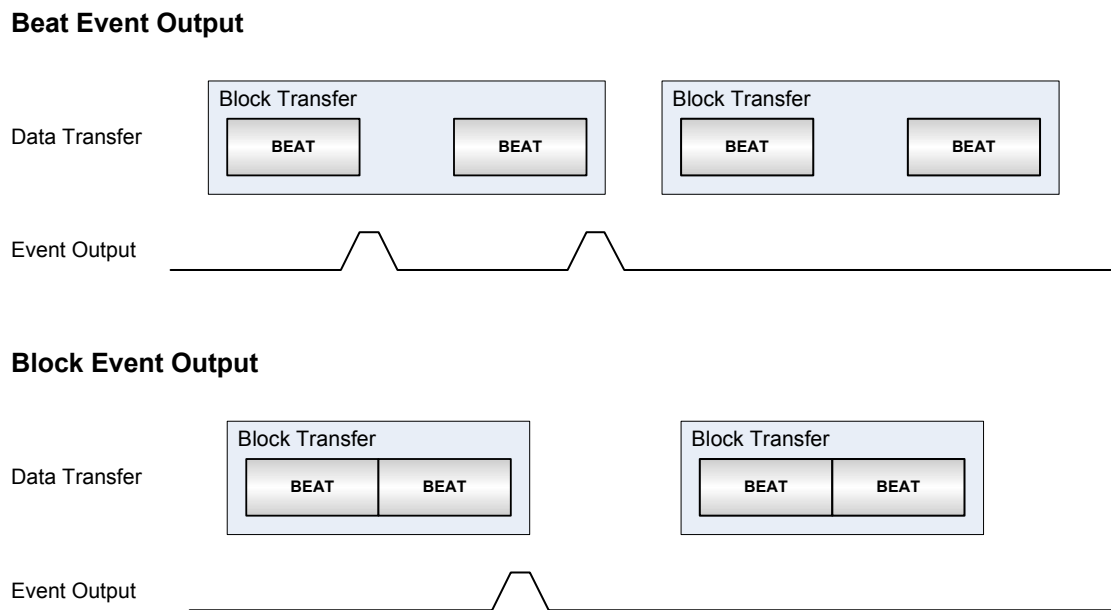 Beat Event Output
Block Transfer
Block Transfer
Data Transfer
BEAT
BEAT
BEAT
BEAT
Event Output
Block Event Output
Block Transfer
Block Transfer
Data Transfer
BEAT
BEAT
BEAT
BEAT
Event Output